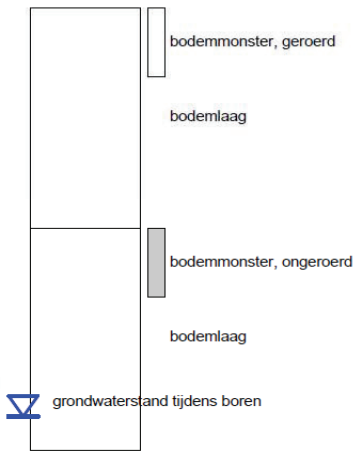 bodemmonster, geroerd
bodemlaag
bodemmonster, ongeroerd
bodemlaag
grondwaterstand tijdens boren